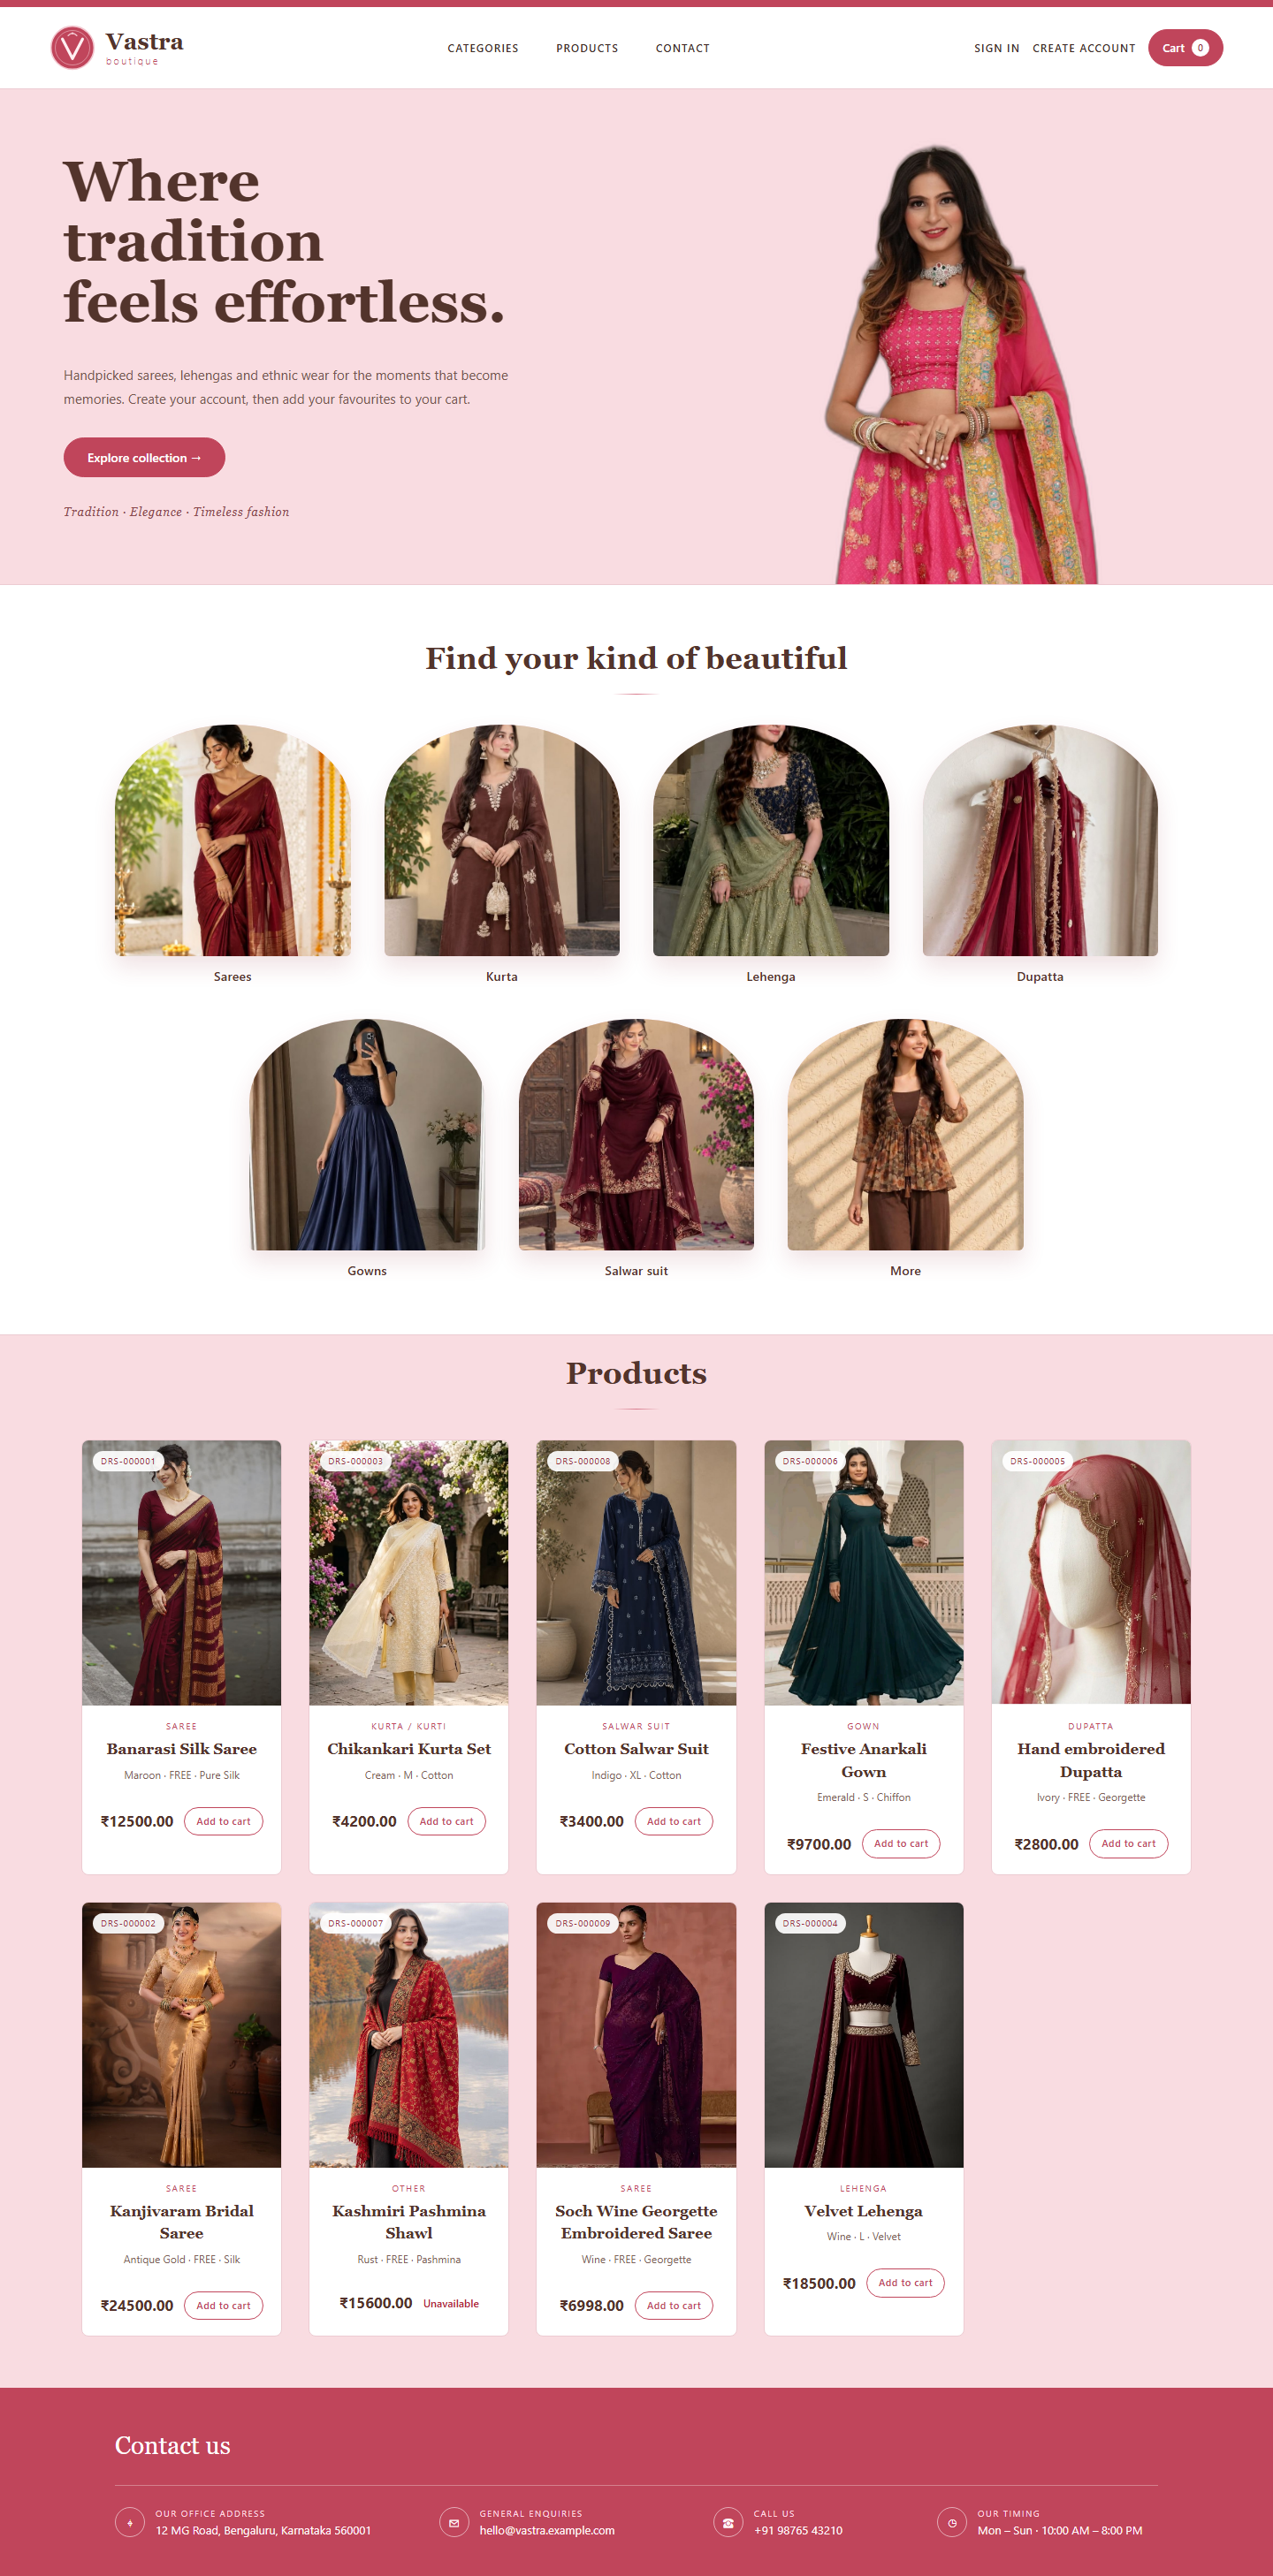 Vastra
boutique
CATEGORIES
PRODUCTS
CONTACT
SIGN IN
CREATE ACCOUNT
Cart 0
Where
tradition
feels effortless.
Handpicked sarees, lehengas and ethnic wear for the moments that become
memories. Create your account, then add your favourites to your cart.
Explore collection →
Tradition · Elegance · Timeless fashion
Find your kind of beautiful
Sarees
Kurta
Lehenga
Dupatta
Gowns
Salwar suit
More
Products
DRS-000001
SAREE
Banarasi Silk Saree
Maroon · FREE · Pure Silk
₹12500.00 Add to cart
DRS-000003
KURTA / KURTI
Chikankari Kurta Set
Cream · M · Cotton
₹4200.00 Add to cart
DRS-000008
SALWAR SUIT
Cotton Salwar Suit
Indigo · XL · Cotton
₹3400.00 Add to cart
DRS-000006
GOWN
Festive Anarkali
Gown
Emerald · S · Chiffon
₹9700.00 Add to cart
DRS-000005
DUPATTA
Hand embroidered
Dupatta
Ivory · FREE · Georgette
₹2800.00 Add to cart
DRS-000002
SAREE
Kanjivaram Bridal
Saree
Antique Gold · FREE · Silk
₹24500.00 Add to cart
DRS-000007
OTHER
Kashmiri Pashmina
Shawl
Rust · FREE · Pashmina
₹15600.00 Unavailable
DRS-000009
SAREE
Soch Wine Georgette
Embroidered Saree
Wine · FREE · Georgette
₹6998.00 Add to cart
DRS-000004
LEHENGA
Velvet Lehenga
Wine · L · Velvet
₹18500.00 Add to cart
Contact us
OUR OFFICE ADDRESS
12 MG Road, Bengaluru, Karnataka 560001
GENERAL ENQUIRIES
hello@vastra.example.com
CALL US
+91 98765 43210
OUR TIMING
Mon – Sun · 10:00 AM – 8:00 PM